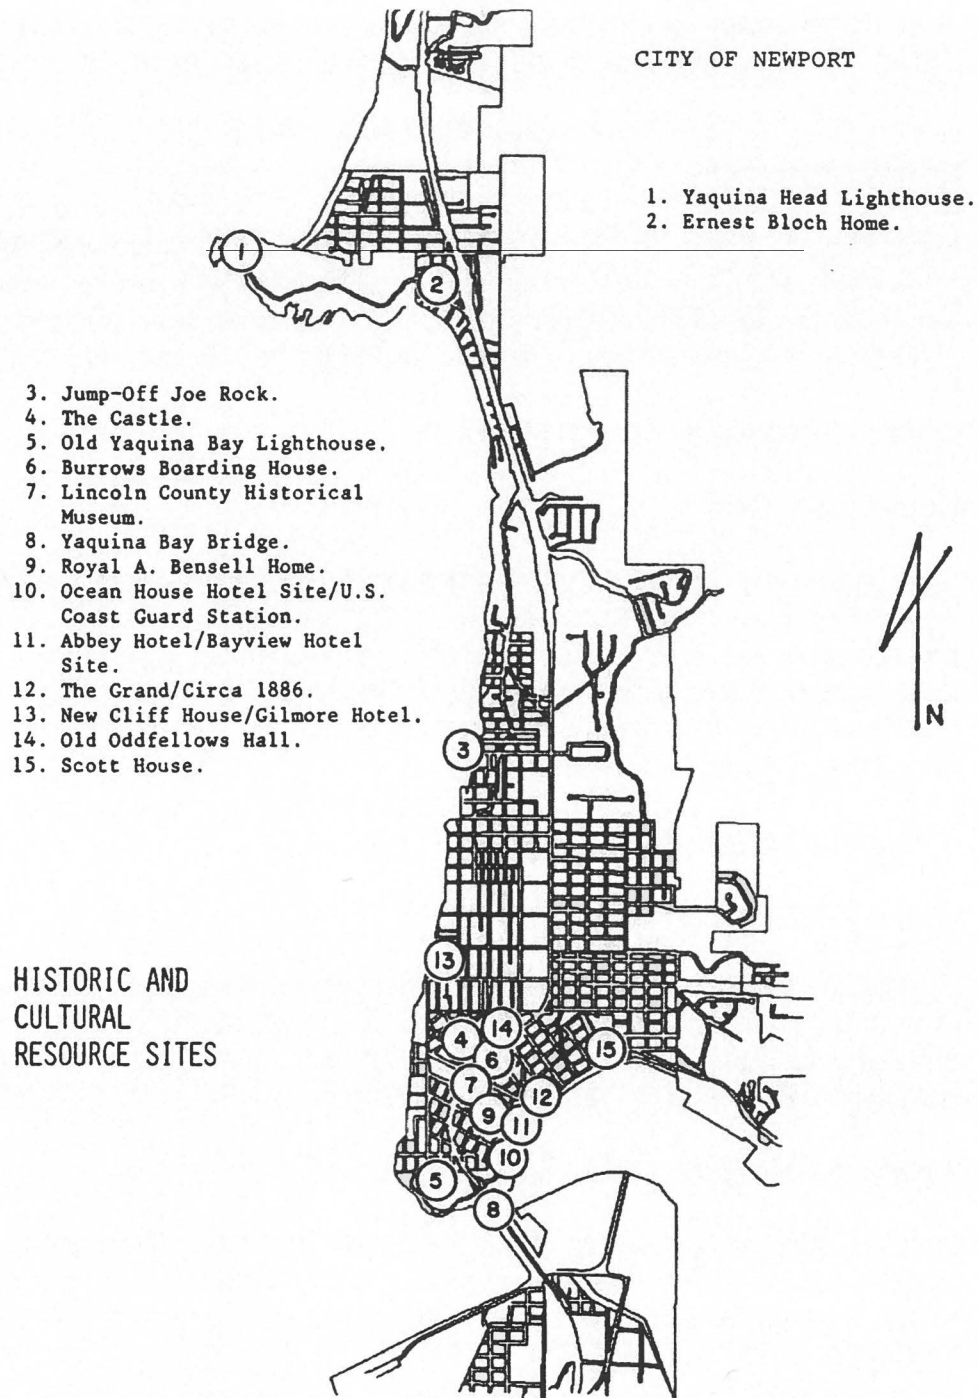 CITY OF NEWPORT
1. Yaquina Head Lighthouse.
2. Ernest Bloch Home.
1
2
3. Jump-Off Joe Rock.
4. The Castle.
5. Old Yaquina Bay Lighthouse.
6. Burrows Boarding House.
7. Lincoln County Historical
Museum.
8. Yaquina Bay Bridge.
9. Royal A. Bensell Home.
10. Ocean House Hotel Site/U.S.
Coast Guard Station.
11. Abbey Hotel/Bayview Hotel
Site.
12. The Grand/Circa 1886.
13. New Cliff House/Gilmore Hotel.
14. Old Oddfellows Hall.
15. Scott House.
N
3
13
HISTORIC AND
CULTURAL
RESOURCE SITES
14
4
15
6
7
12
9
11
10
5
8